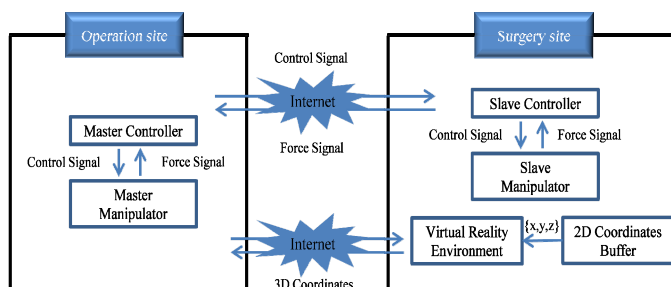 Operation site
Surgery site
Control Signal
Internet
Force Signal
Master Controller
Control Signal
Force Signal
Master
Manipulator
Slave Controller
Control Signal
Force Signal
Slave
Manipulator
Internet
3D Coordinates
Virtual Reality
Environment
{x,y,z}
2D Coordinates
Buffer